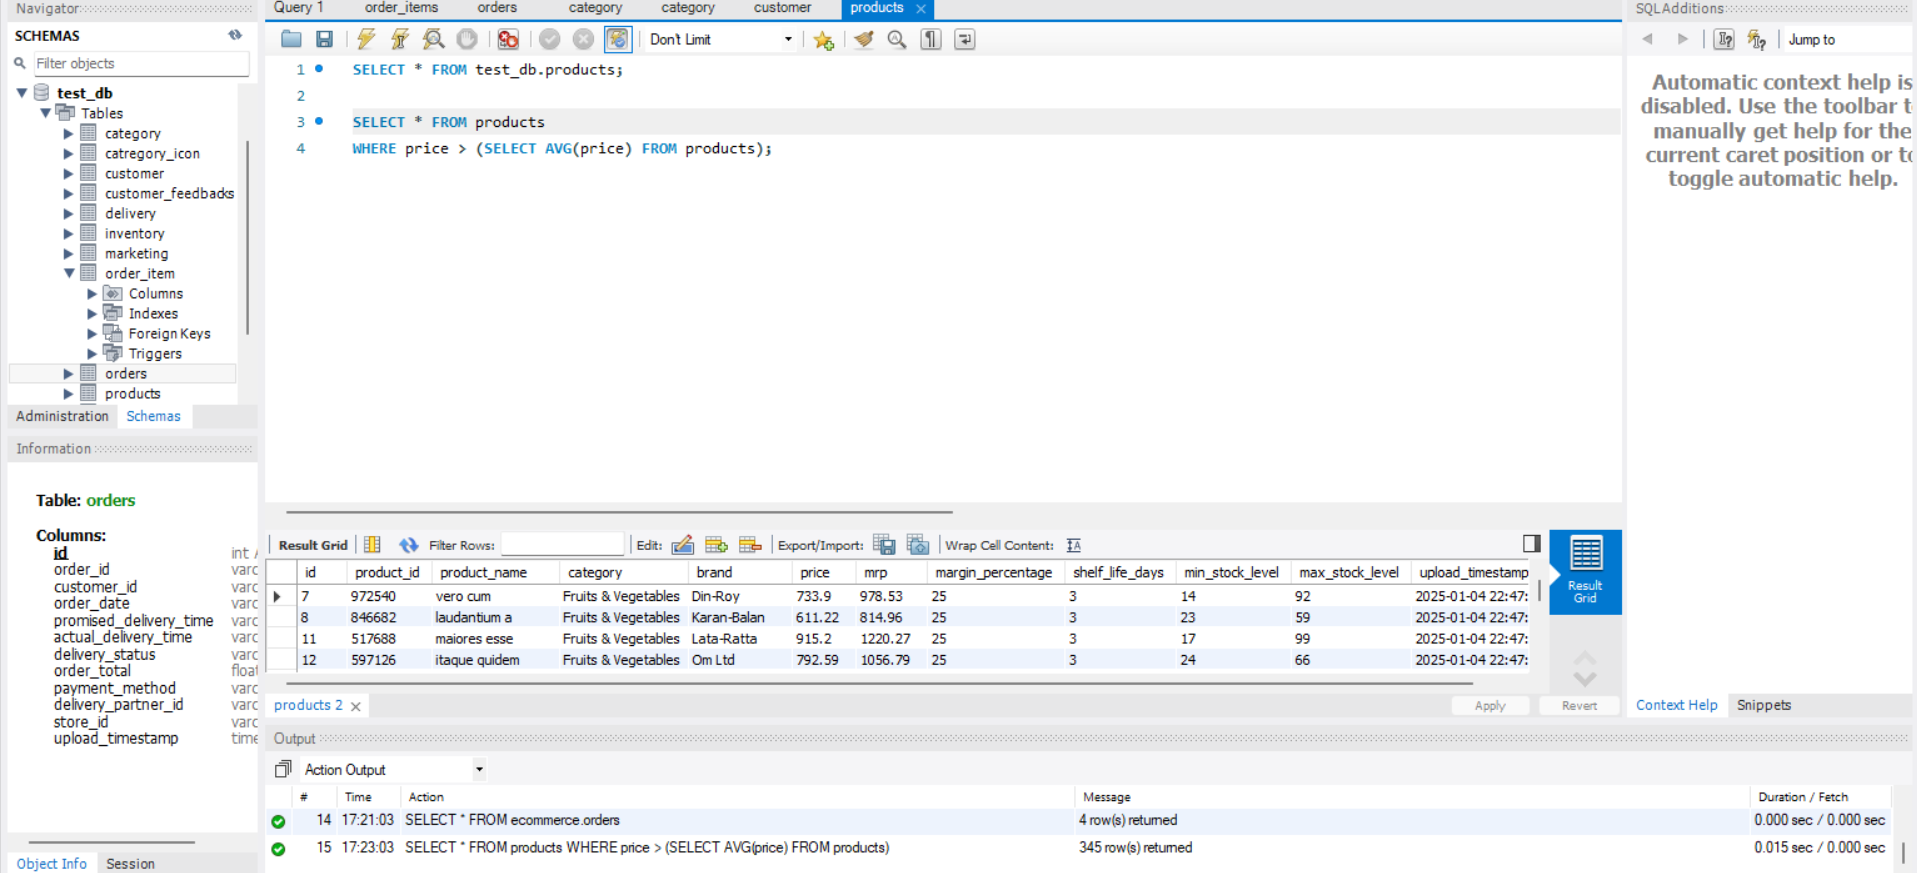 Navigator
SCHEMAS
Filter objects
test_db
Tables
category
catregory_icon
customer
customer_feedbacks
delivery
inventory
marketing
order_item
Columns
Indexes
Foreign Keys
Triggers
orders
products
Administration Schemas
Information
Table: orders
Columns:
id int A
order_id varc
customer_id varc
order_date varc
promised_delivery_time varc
actual_delivery_time varc
delivery_status varc
order_total float
payment_method varc
delivery_partner_id varc
store_id varc
upload_timestamp time
Object Info Session
Query 1 order_items orders category category customer products
Don't Limit
1 SELECT * FROM test_db.products;
2
3 SELECT * FROM products
4 WHERE price > (SELECT AVG(price) FROM products);
Result Grid Filter Rows: Edit: Export/Import: Wrap Cell Content:
id product_id product_name category brand price mrp margin_percentage shelf_life_days min_stock_level max_stock_level upload_timestamp
7 972540 vero cum Fruits & Vegetables Din-Roy 733.9 978.53 25 3 14 92 2025-01-04 22:47:
8 846682 laudantium a Fruits & Vegetables Karan-Balan 611.22 814.96 25 3 23 59 2025-01-04 22:47:
11 517688 maiores esse Fruits & Vegetables Lata-Ratta 915.2 1220.27 25 3 17 99 2025-01-04 22:47:
12 597126 itaque quidem Fruits & Vegetables Om Ltd 792.59 1056.79 25 3 24 66 2025-01-04 22:47:
Result
Grid
products 2 Apply Revert
Output
Action Output
# Time Action Message Duration / Fetch
14 17:21:03 SELECT * FROM ecommerce.orders 4 row(s) returned 0.000 sec / 0.000 sec
15 17:23:03 SELECT * FROM products WHERE price > (SELECT AVG(price) FROM products) 345 row(s) returned 0.015 sec / 0.000 sec
SQLAdditions
Jump to
Automatic context help is
disabled. Use the toolbar t
manually get help for the
current caret position or to
toggle automatic help.
Context Help Snippets